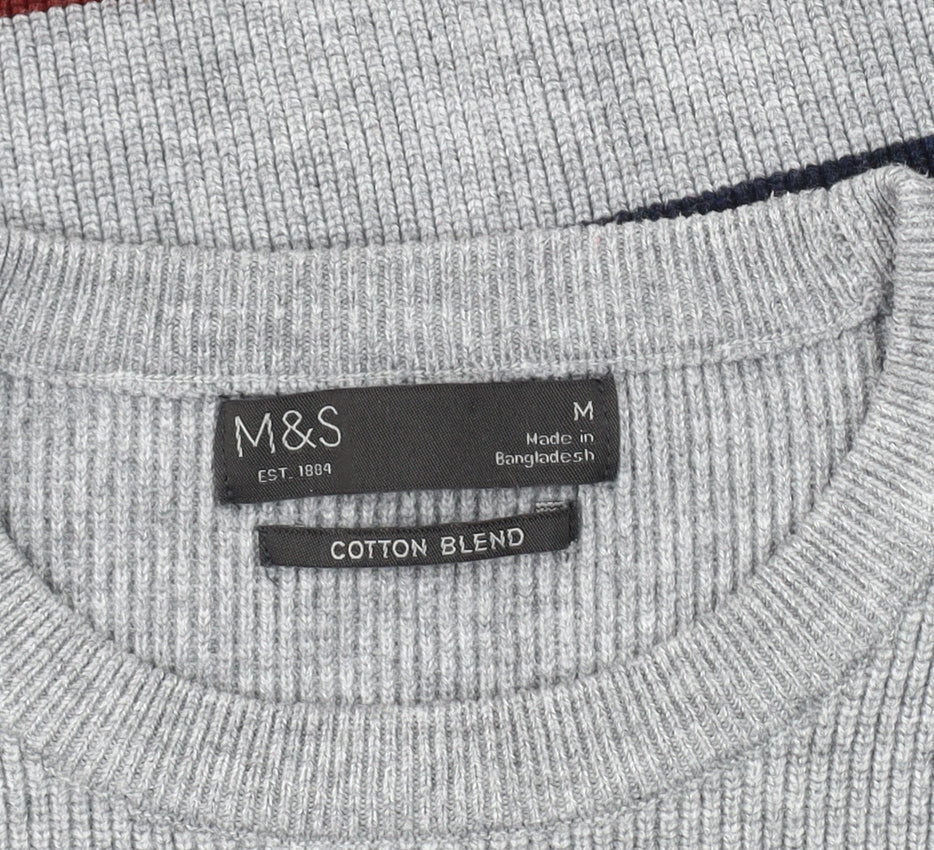 M&S
EST. 1884
M
Made in
Bangladesh
COTTON BLEND